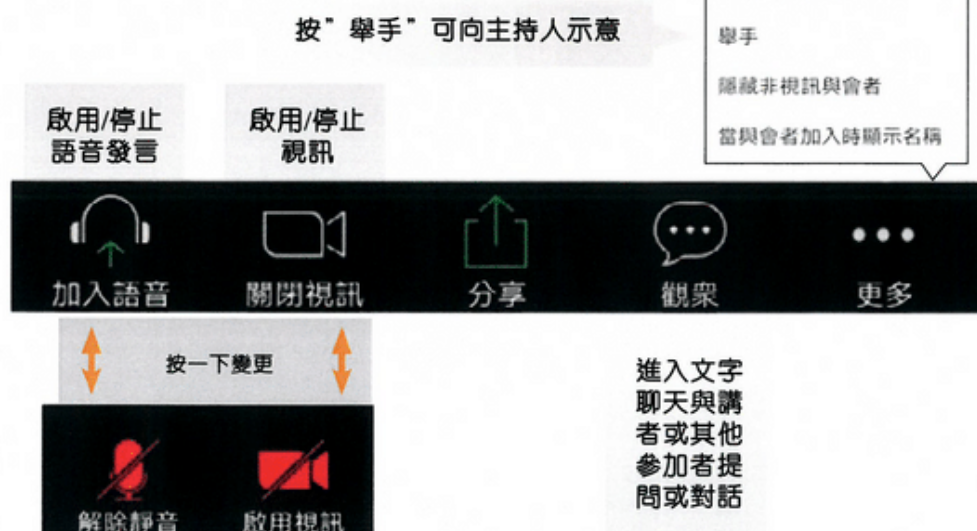 按”舉手”可向主持人示意
舉手
隱藏非視訊與會者
當與會者加入時顯示名稱
啟用/停止
語音發言
啟用/停止
視訊
加入語音
關閉視訊
分享
觀眾
更多
按一下變更
解除靜音
啟用視訊
進入文字
聊天與講
者或其他
參加者提
問或對話